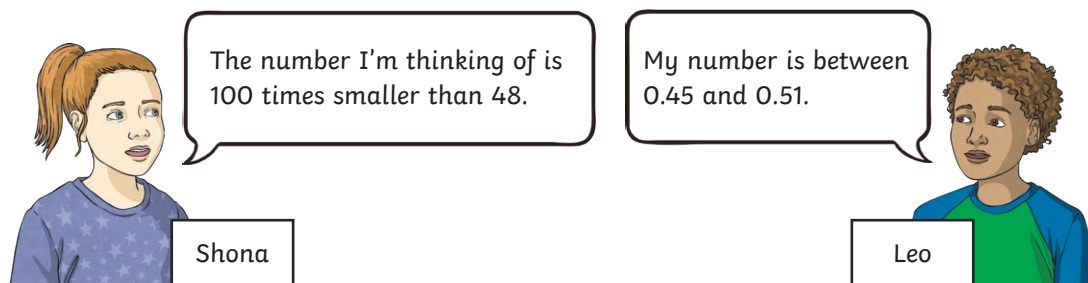 The number I'm thinking of is
100 times smaller than 48.
My number is between
0.45 and 0.51.
Shona
Leo